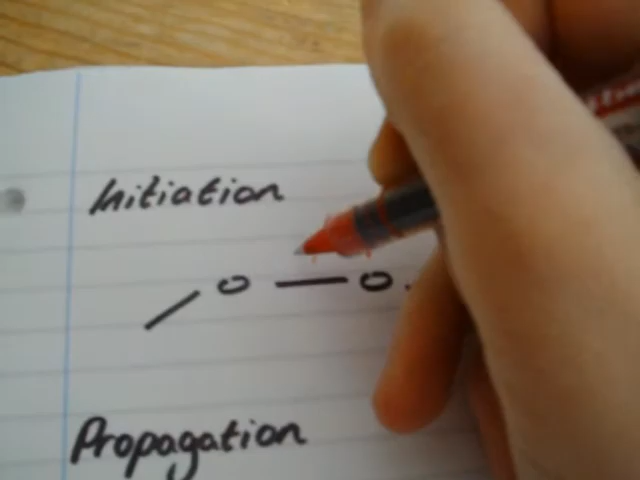 Initiation
o — o
Propagation